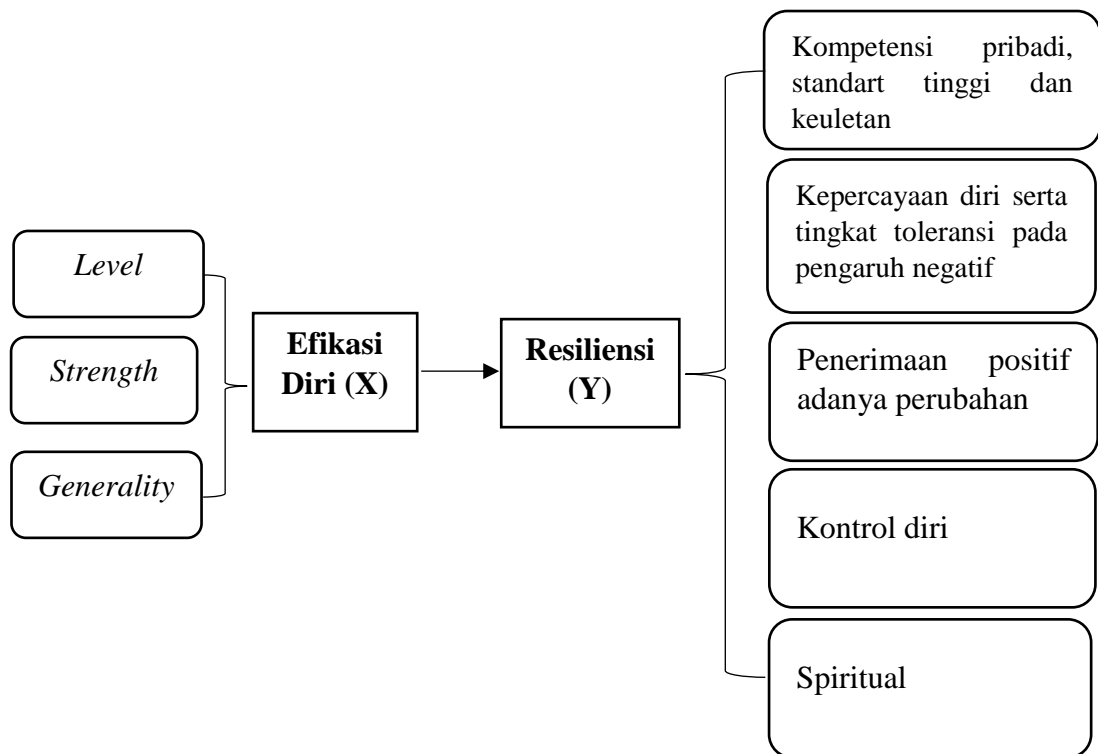 Level
Strength
Generality
Efikasi
Diri (X)
Resiliensi
(Y)
Kompetensi pribadi,
standart tinggi dan
keuletan
Kepercayaan diri serta
tingkat toleransi pada
pengaruh negatif
Penerimaan positif
adanya perubahan
Kontrol diri
Spiritual